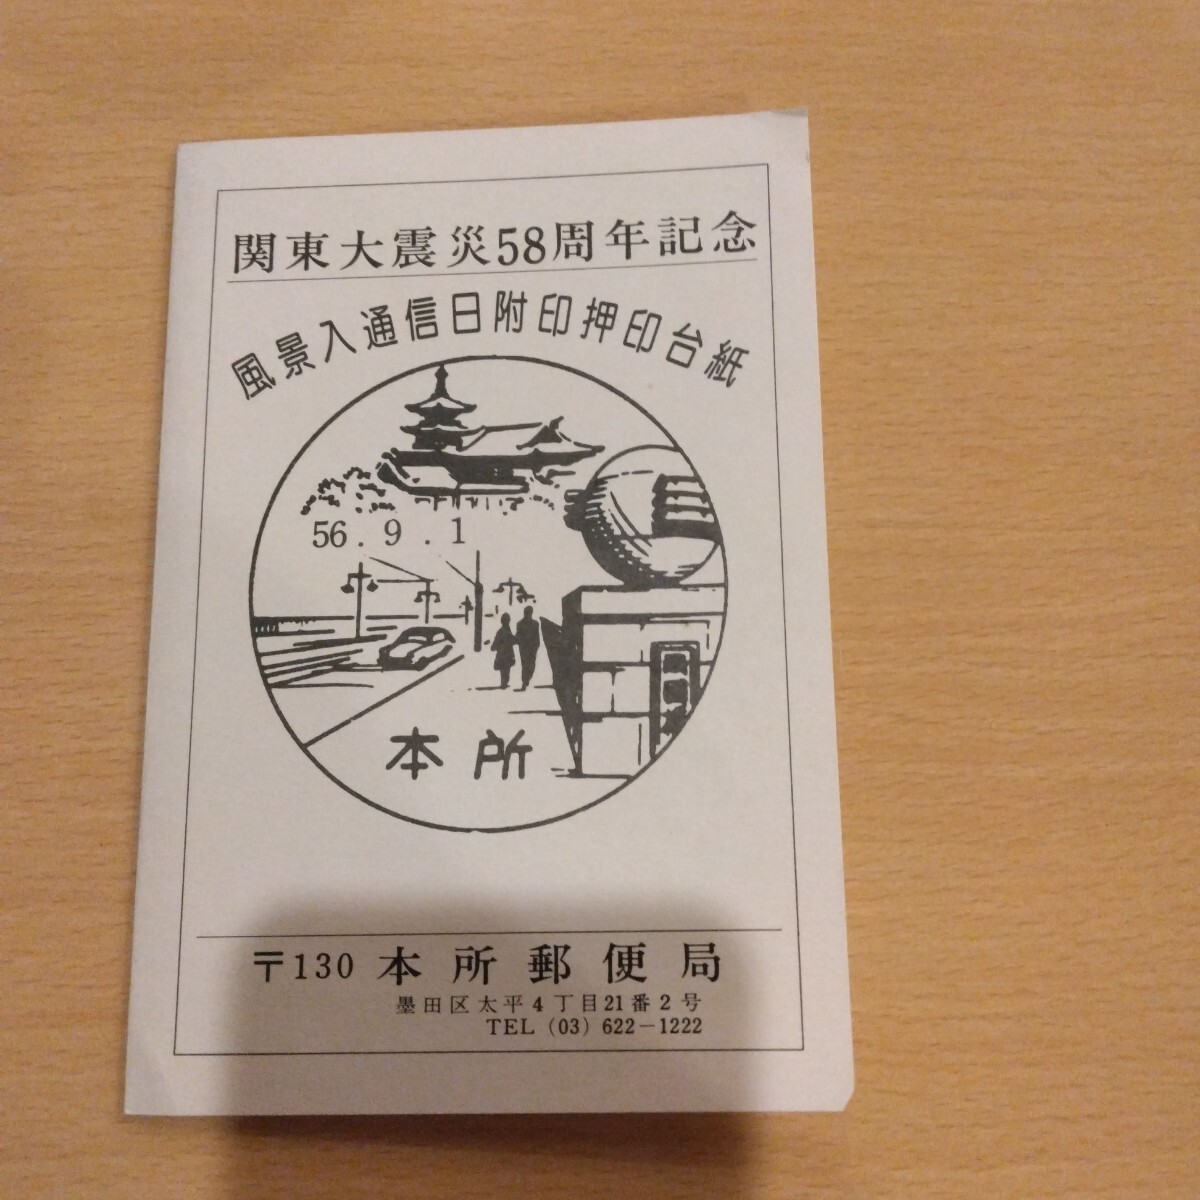 関東大震災58周年記念
風景入通信日附印押印台紙
56.9.1
本所
〒130 本所郵便局
墨田区太平4丁目21番2号
TEL (03) 622-1222